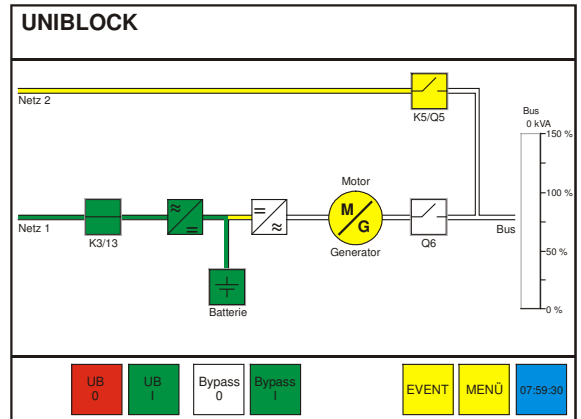 UNIBLOCK
Netz 2
K5/Q5
Bus
0 kVA
150 %
100 %
50 %
0 %
Motor
M
G
Generator
Netz 1
K3/13
Batterie
Q6
Bus
UB
0
UB
I
Bypass
0
Bypass
I
EVENT
MENÜ
07:59:30